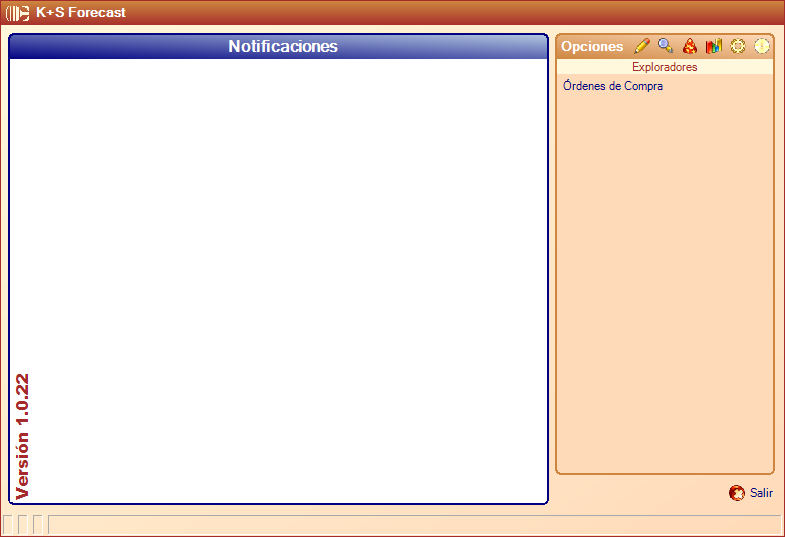 K+S Forecast
Notificaciones
Versión 1.0.22
Opciones
Exploradores
Órdenes de Compra
Salir